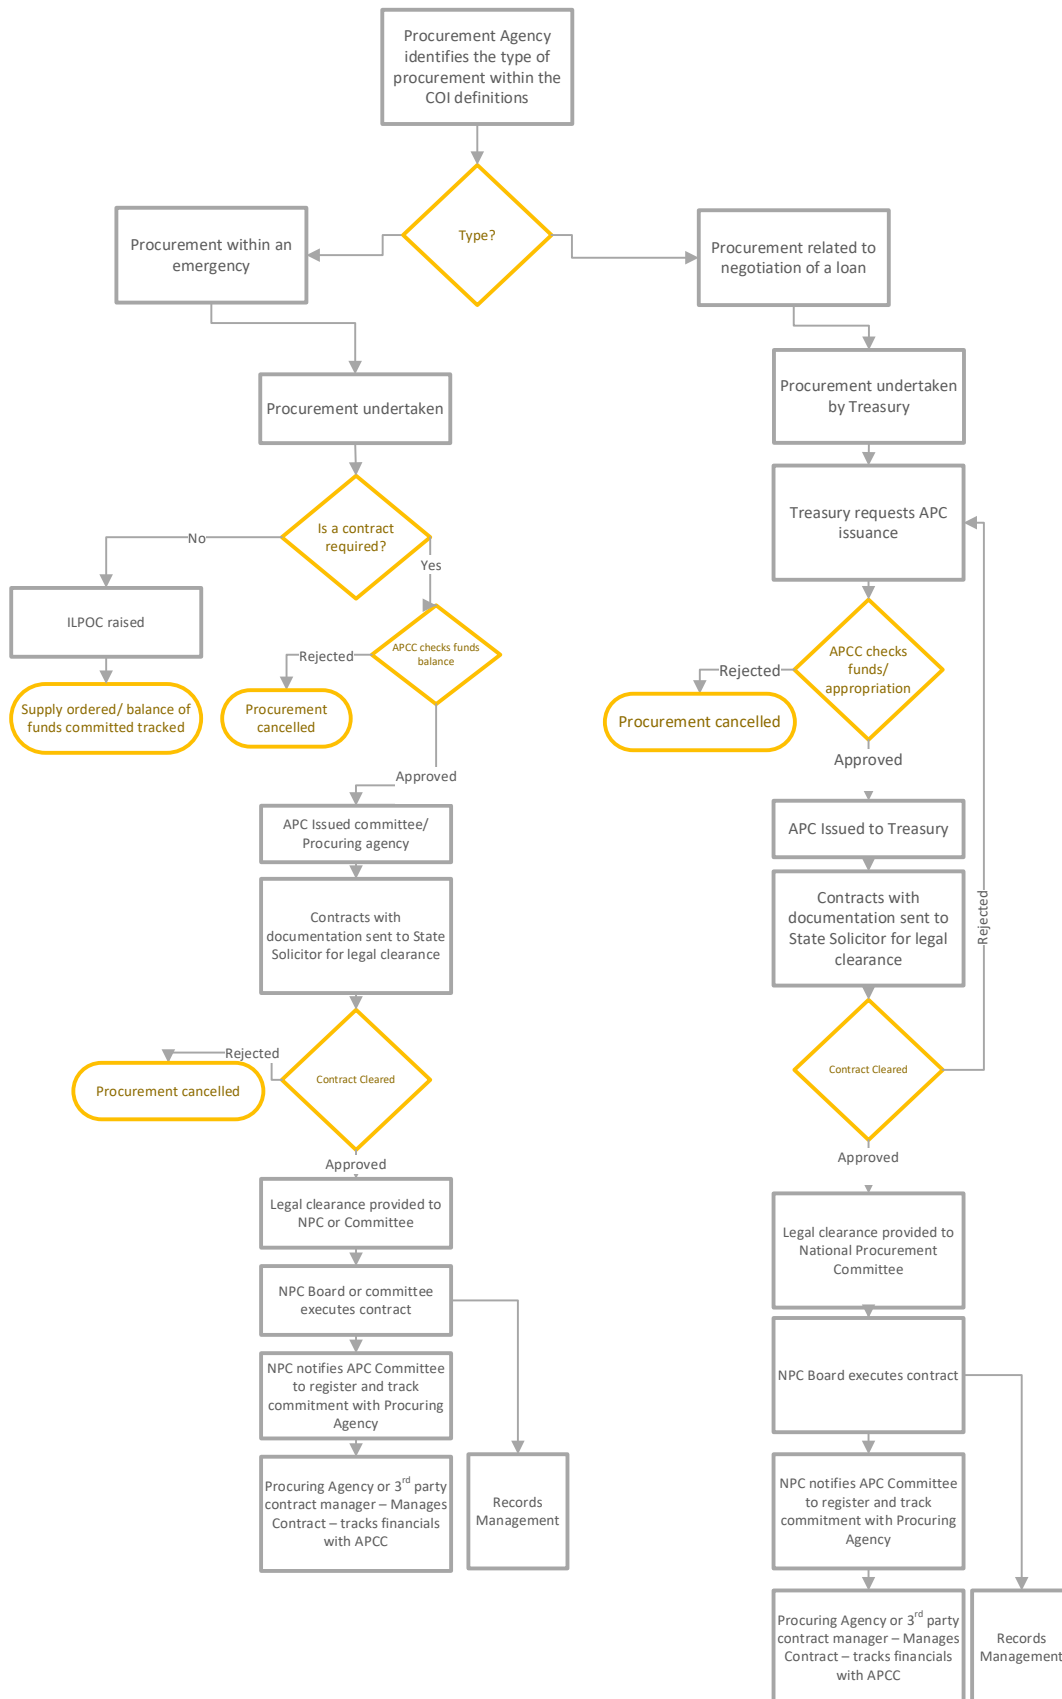 Procurement Agency
identifies the type of
procurement within the
COI definitions
Type?
Procurement within an
emergency
Procurement related to
negotiation of a loan
Procurement undertaken
Procurement undertaken
by Treasury
Is a contract
required?
No
Yes
Treasury requests APC
issuance
ILPOC raised
APCC checks funds
balance
Rejected
Procurement
cancelled
Supply ordered/ balance of
funds committed tracked
APCC checks
funds/
appropriation
Rejected
Procurement cancelled
Approved
Approved
APC Issued committee/
Procuring agency
APC Issued to Treasury
Contracts with
documentation sent to State
Solicitor for legal clearance
Contracts with
documentation sent to
State Solicitor for legal
clearance
Rejected
Rejected
Contract Cleared
Procurement cancelled
Contract Cleared
Approved
Approved
Legal clearance provided to
NPC or Committee
Legal clearance provided to
National Procurement
Committee
NPC Board or committee
executes contract
NPC Board executes contract
NPC notifies APC Committee
to register and track
commitment with Procuring
Agency
Procuring Agency or 3rd party
contract manager – Manages
Contract – tracks financials
with APCC
Records
Management
NPC notifies APC Committee
to register and track
commitment with Procuring
Agency
Procuring Agency or 3rd party
contract manager – Manages
Contract – tracks financials
with APCC
Records
Management